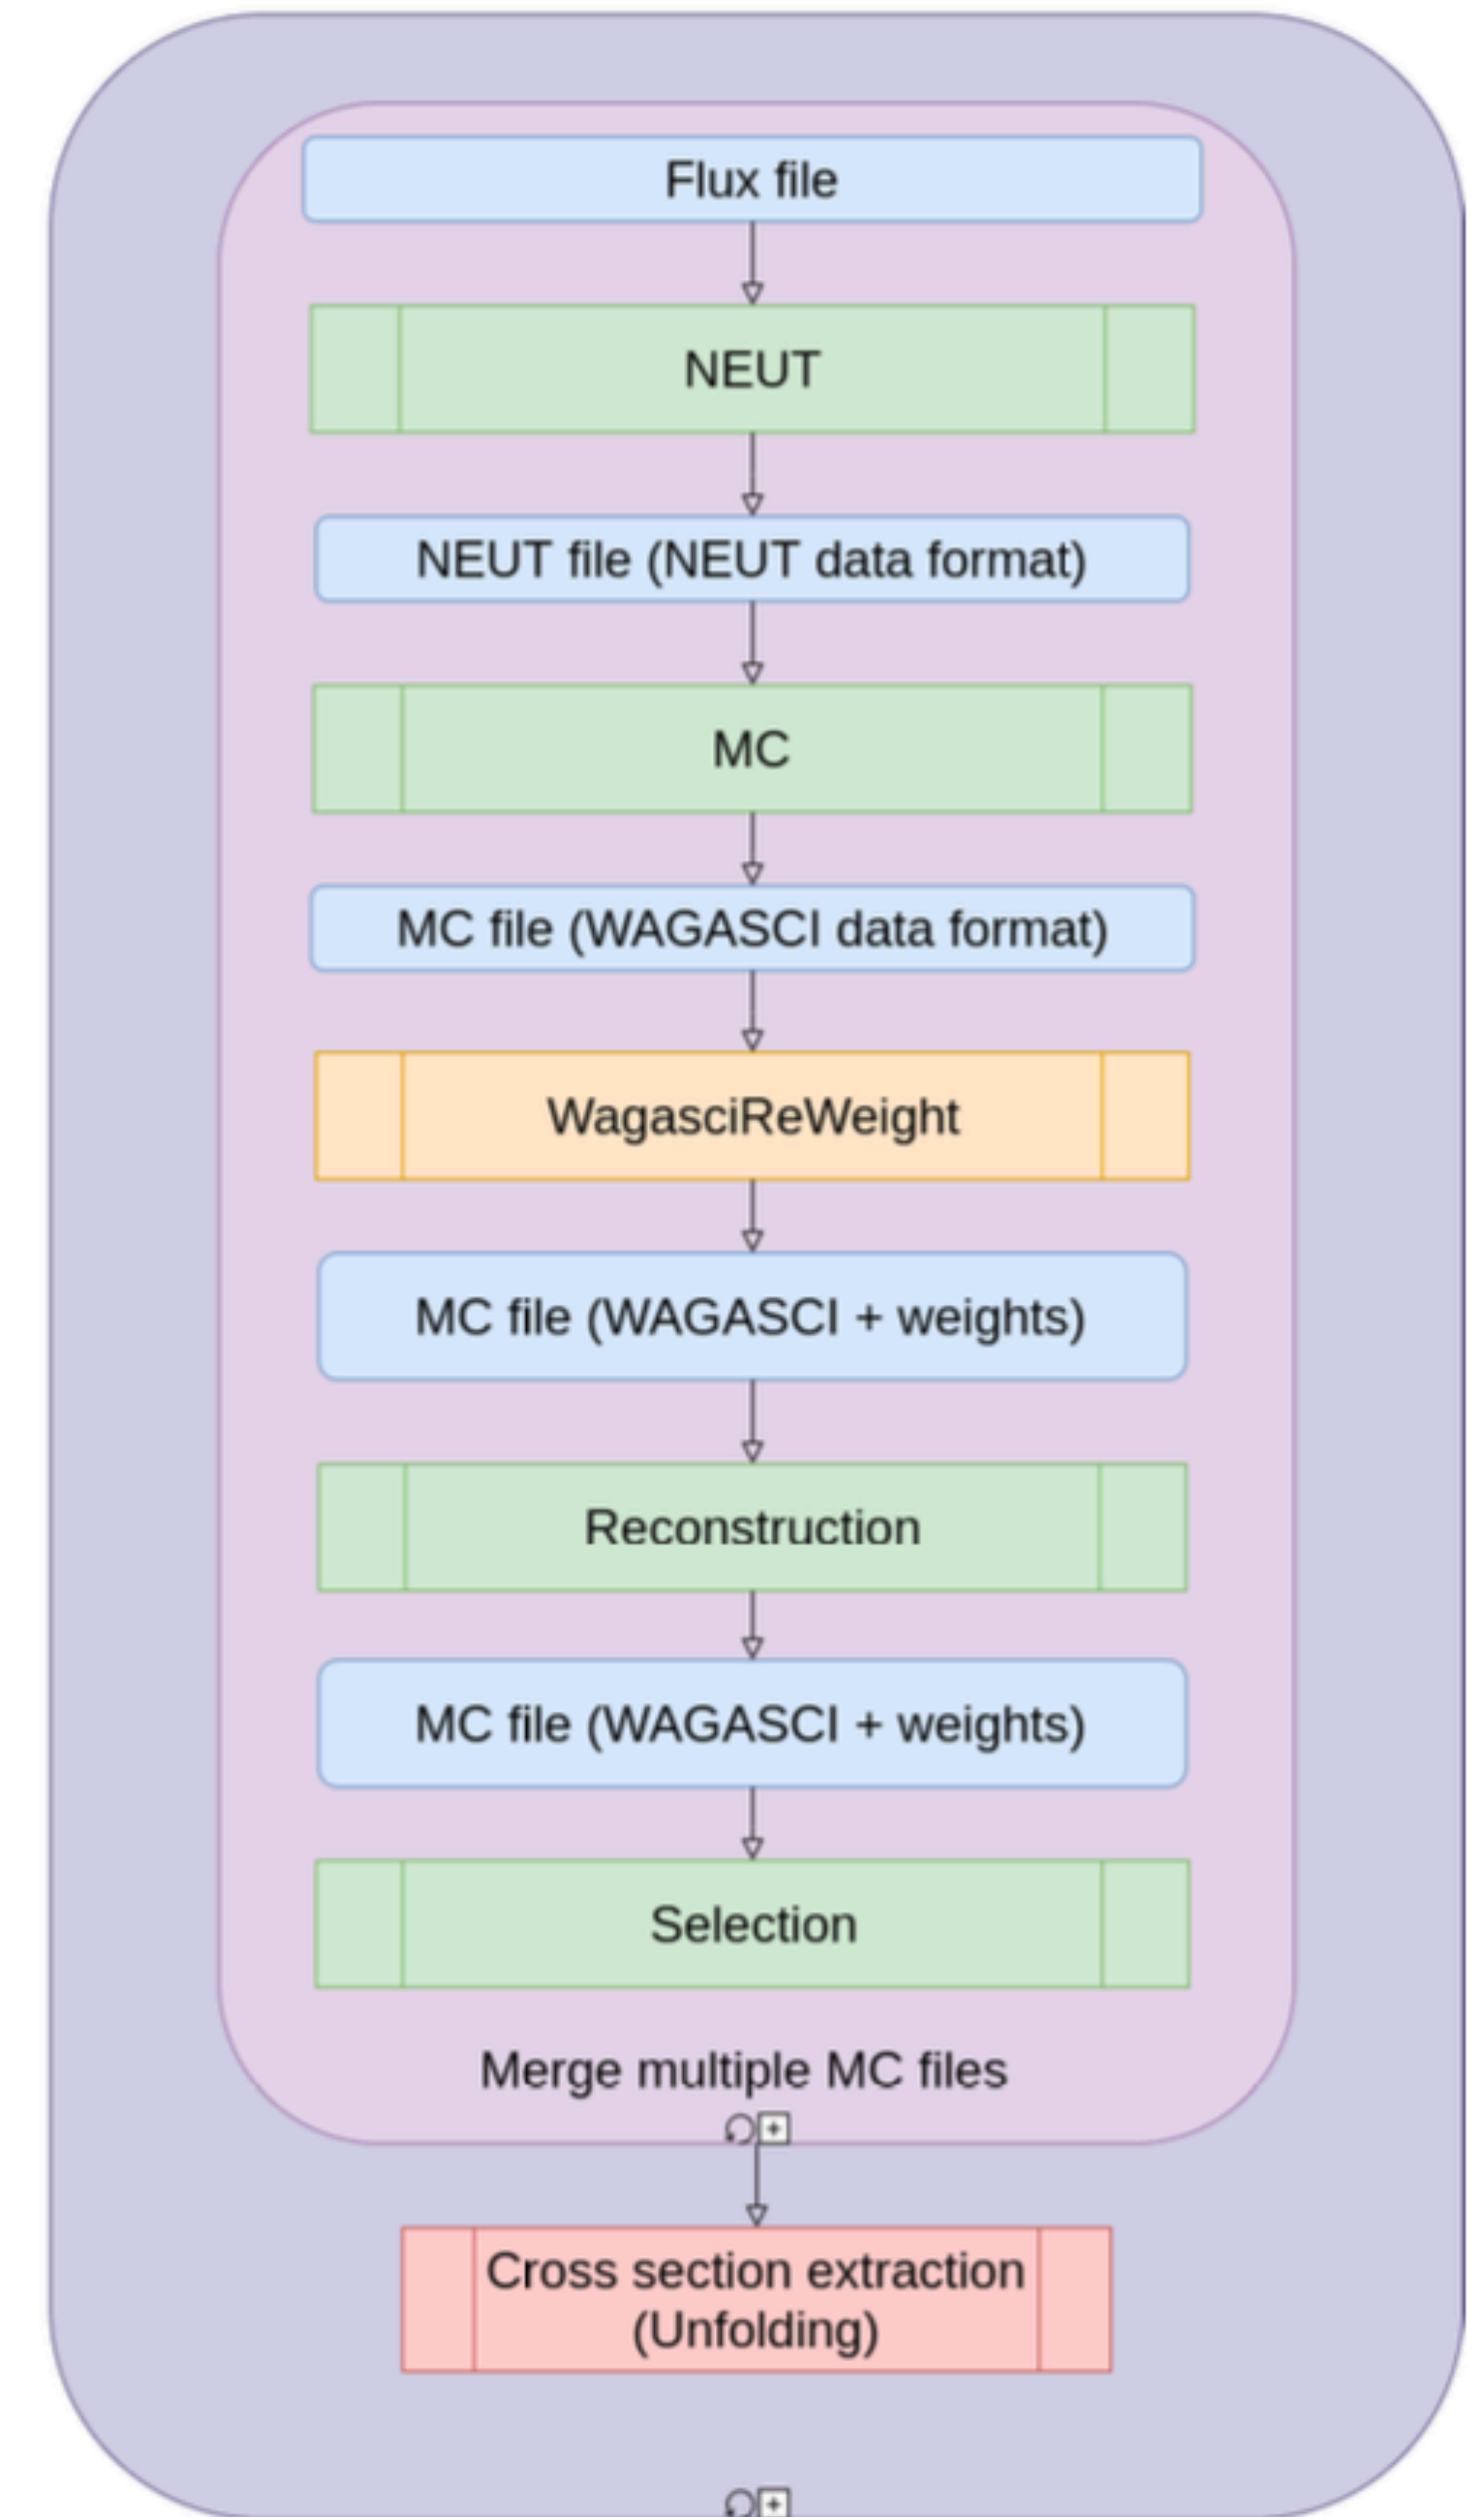 Flux file
NEUT
NEUT file (NEUT data format)
MC
MC file (WAGASCI data format)
WagasciReWeight
MC file (WAGASCI + weights)
Reconstruction
MC file (WAGASCI + weights)
Selection
Merge multiple MC files
Cross section extraction
(Unfolding)